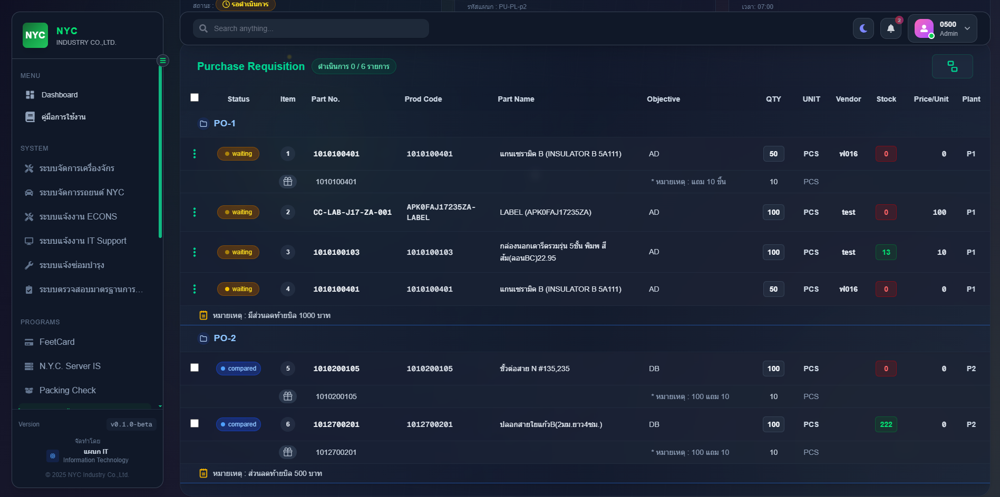 สถานะ : รอดำเนินการ
รหัสแผนก : PU-PL-p2
เวลา: 07:00
NYC
NYC
INDUSTRY CO.,LTD.
Search anything...
2
0500
Admin
MENU
Dashboard
คู่มือการใช้งาน
SYSTEM
ระบบจัดการเครื่องจักร
ระบบจัดการรถยนต์ NYC
ระบบแจ้งงาน ECONS
ระบบแจ้งงาน IT Support
ระบบแจ้งซ่อมบำรุง
ระบบตรวจสอบมาตรฐานการ...
PROGRAMS
FeetCard
N.Y.C. Server IS
Packing Check
Version v0.1.0-beta
จัดทำโดย
แผนก IT
Information Technology
© 2025 NYC Industry Co.,Ltd.
Purchase Requisition ดำเนินการ 0 / 6 รายการ
Status Item Part No. Prod Code Part Name Objective QTY UNIT Vendor Stock Price/Unit Plant
PO-1
waiting 1 1010100401 1010100401 แกนเซรามิค B (INSULATOR B 5A111) AD 50 PCS ฟ016 0 0 P1
1010100401 * หมายเหตุ : แถม 10 ชิ้น 10 PCS
waiting 2 CC-LAB-J17-ZA-001 APK0FAJ17235ZA-LABEL LABEL (APK0FAJ17235ZA) AD 100 PCS test 0 100 P1
waiting 3 1010100103 1010100103 กล่องนอกเตารีดรวมรุ่น 5ชั้น พิมพ สี
ส้ม(ลอนBC)22.95 AD 100 PCS test 13 10 P1
waiting 4 1010100401 1010100401 แกนเซรามิค B (INSULATOR B 5A111) AD 50 PCS ฟ016 0 0 P1
หมายเหตุ : มีส่วนลดท้ายบิล 1000 บาท
PO-2
compared 5 1010200105 1010200105 ขั้วต่อสาย N #135,235 DB 100 PCS 0 0 P2
1010200105 * หมายเหตุ : 100 แถม 10 10 PCS
compared 6 1012700201 1012700201 ปลอกสายใยแก้วB(2มม.ยาว4ซม.) DB 100 PCS 222 0 P2
1012700201 * หมายเหตุ : 100 แถม 10 10 PCS
หมายเหตุ : ส่วนลดท้ายบิล 500 บาท